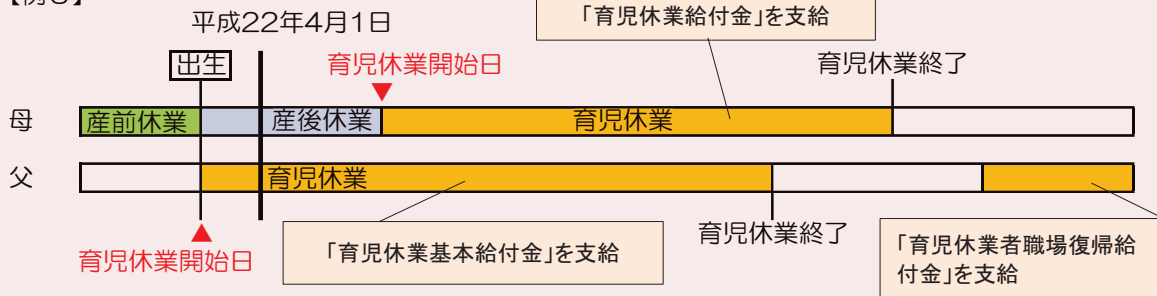 平成22年4月1日
「育児休業給付金」を支給
出生
育児休業開始日
育児休業終了
母
産前休業
産後休業
育児休業
父
育児休業
育児休業開始日
「育児休業基本給付金」を支給
育児休業終了
「育児休業者職場復帰給
付金」を支給